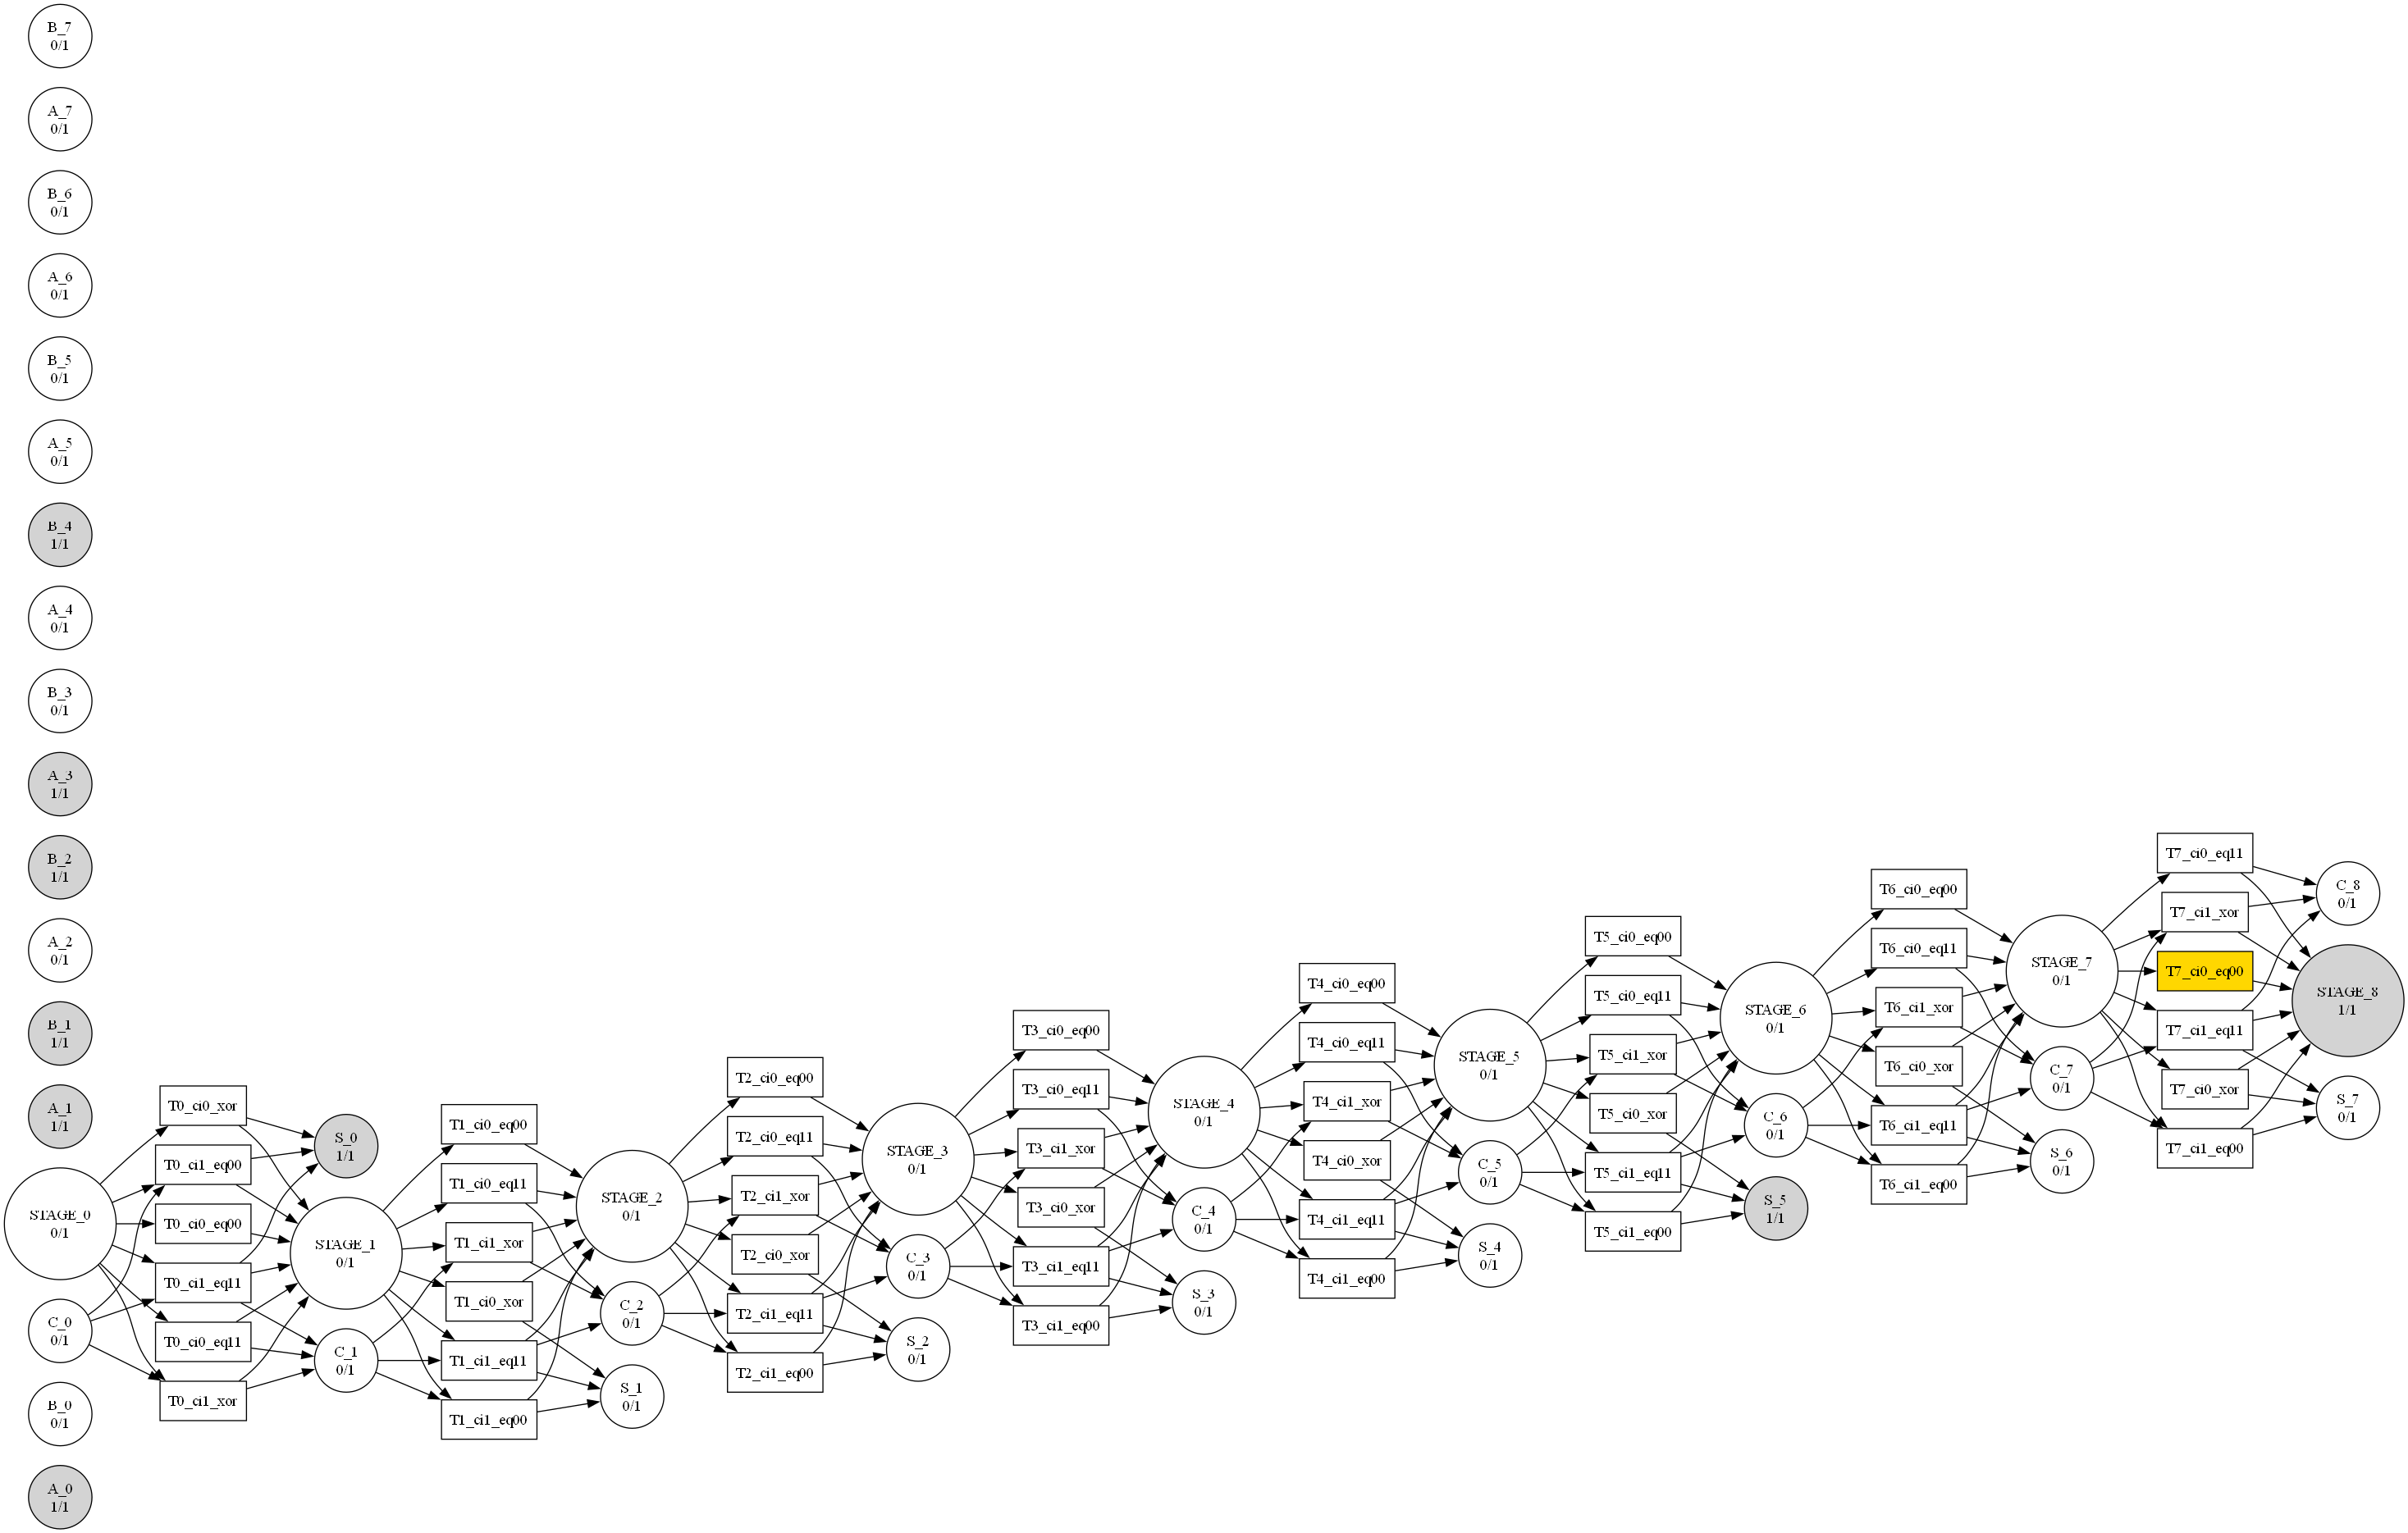 B_7
0/1
A_7
0/1
B_6
0/1
A_6
0/1
B_5
0/1
A_5
0/1
B_4
1/1
A_4
0/1
B_3
0/1
A_3
1/1
B_2
1/1
A_2
0/1
B_1
1/1
A_1
1/1
STAGE_0
0/1
C_0
0/1
B_0
0/1
A_0
1/1
T0_ci0_xor
T0_ci1_eq00
T0_ci0_eq00
T0_ci1_eq11
T0_ci0_eq11
T0_ci1_xor
S_0
1/1
STAGE_1
0/1
C_1
0/1
T1_ci0_eq00
T1_ci0_eq11
T1_ci1_xor
T1_ci0_xor
T1_ci1_eq11
T1_ci1_eq00
STAGE_2
0/1
C_2
0/1
S_1
0/1
T2_ci0_eq00
T2_ci0_eq11
T2_ci1_xor
T2_ci0_xor
T2_ci1_eq11
T2_ci1_eq00
STAGE_3
0/1
C_3
0/1
S_2
0/1
T3_ci0_eq00
T3_ci0_eq11
T3_ci1_xor
T3_ci0_xor
T3_ci1_eq11
T3_ci1_eq00
STAGE_4
0/1
C_4
0/1
S_3
0/1
T4_ci0_eq00
T4_ci0_eq11
T4_ci1_xor
T4_ci0_xor
T4_ci1_eq11
T4_ci1_eq00
STAGE_5
0/1
C_5
0/1
S_4
0/1
T5_ci0_eq00
T5_ci0_eq11
T5_ci1_xor
T5_ci0_xor
T5_ci1_eq11
T5_ci1_eq00
STAGE_6
0/1
C_6
0/1
S_5
1/1
T6_ci0_eq00
T6_ci0_eq11
T6_ci1_xor
T6_ci0_xor
T6_ci1_eq11
T6_ci1_eq00
STAGE_7
0/1
C_7
0/1
S_6
0/1
T7_ci0_eq11
T7_ci1_xor
T7_ci0_eq00
T7_ci1_eq11
T7_ci0_xor
T7_ci1_eq00
C_8
0/1
STAGE_8
1/1
S_7
0/1